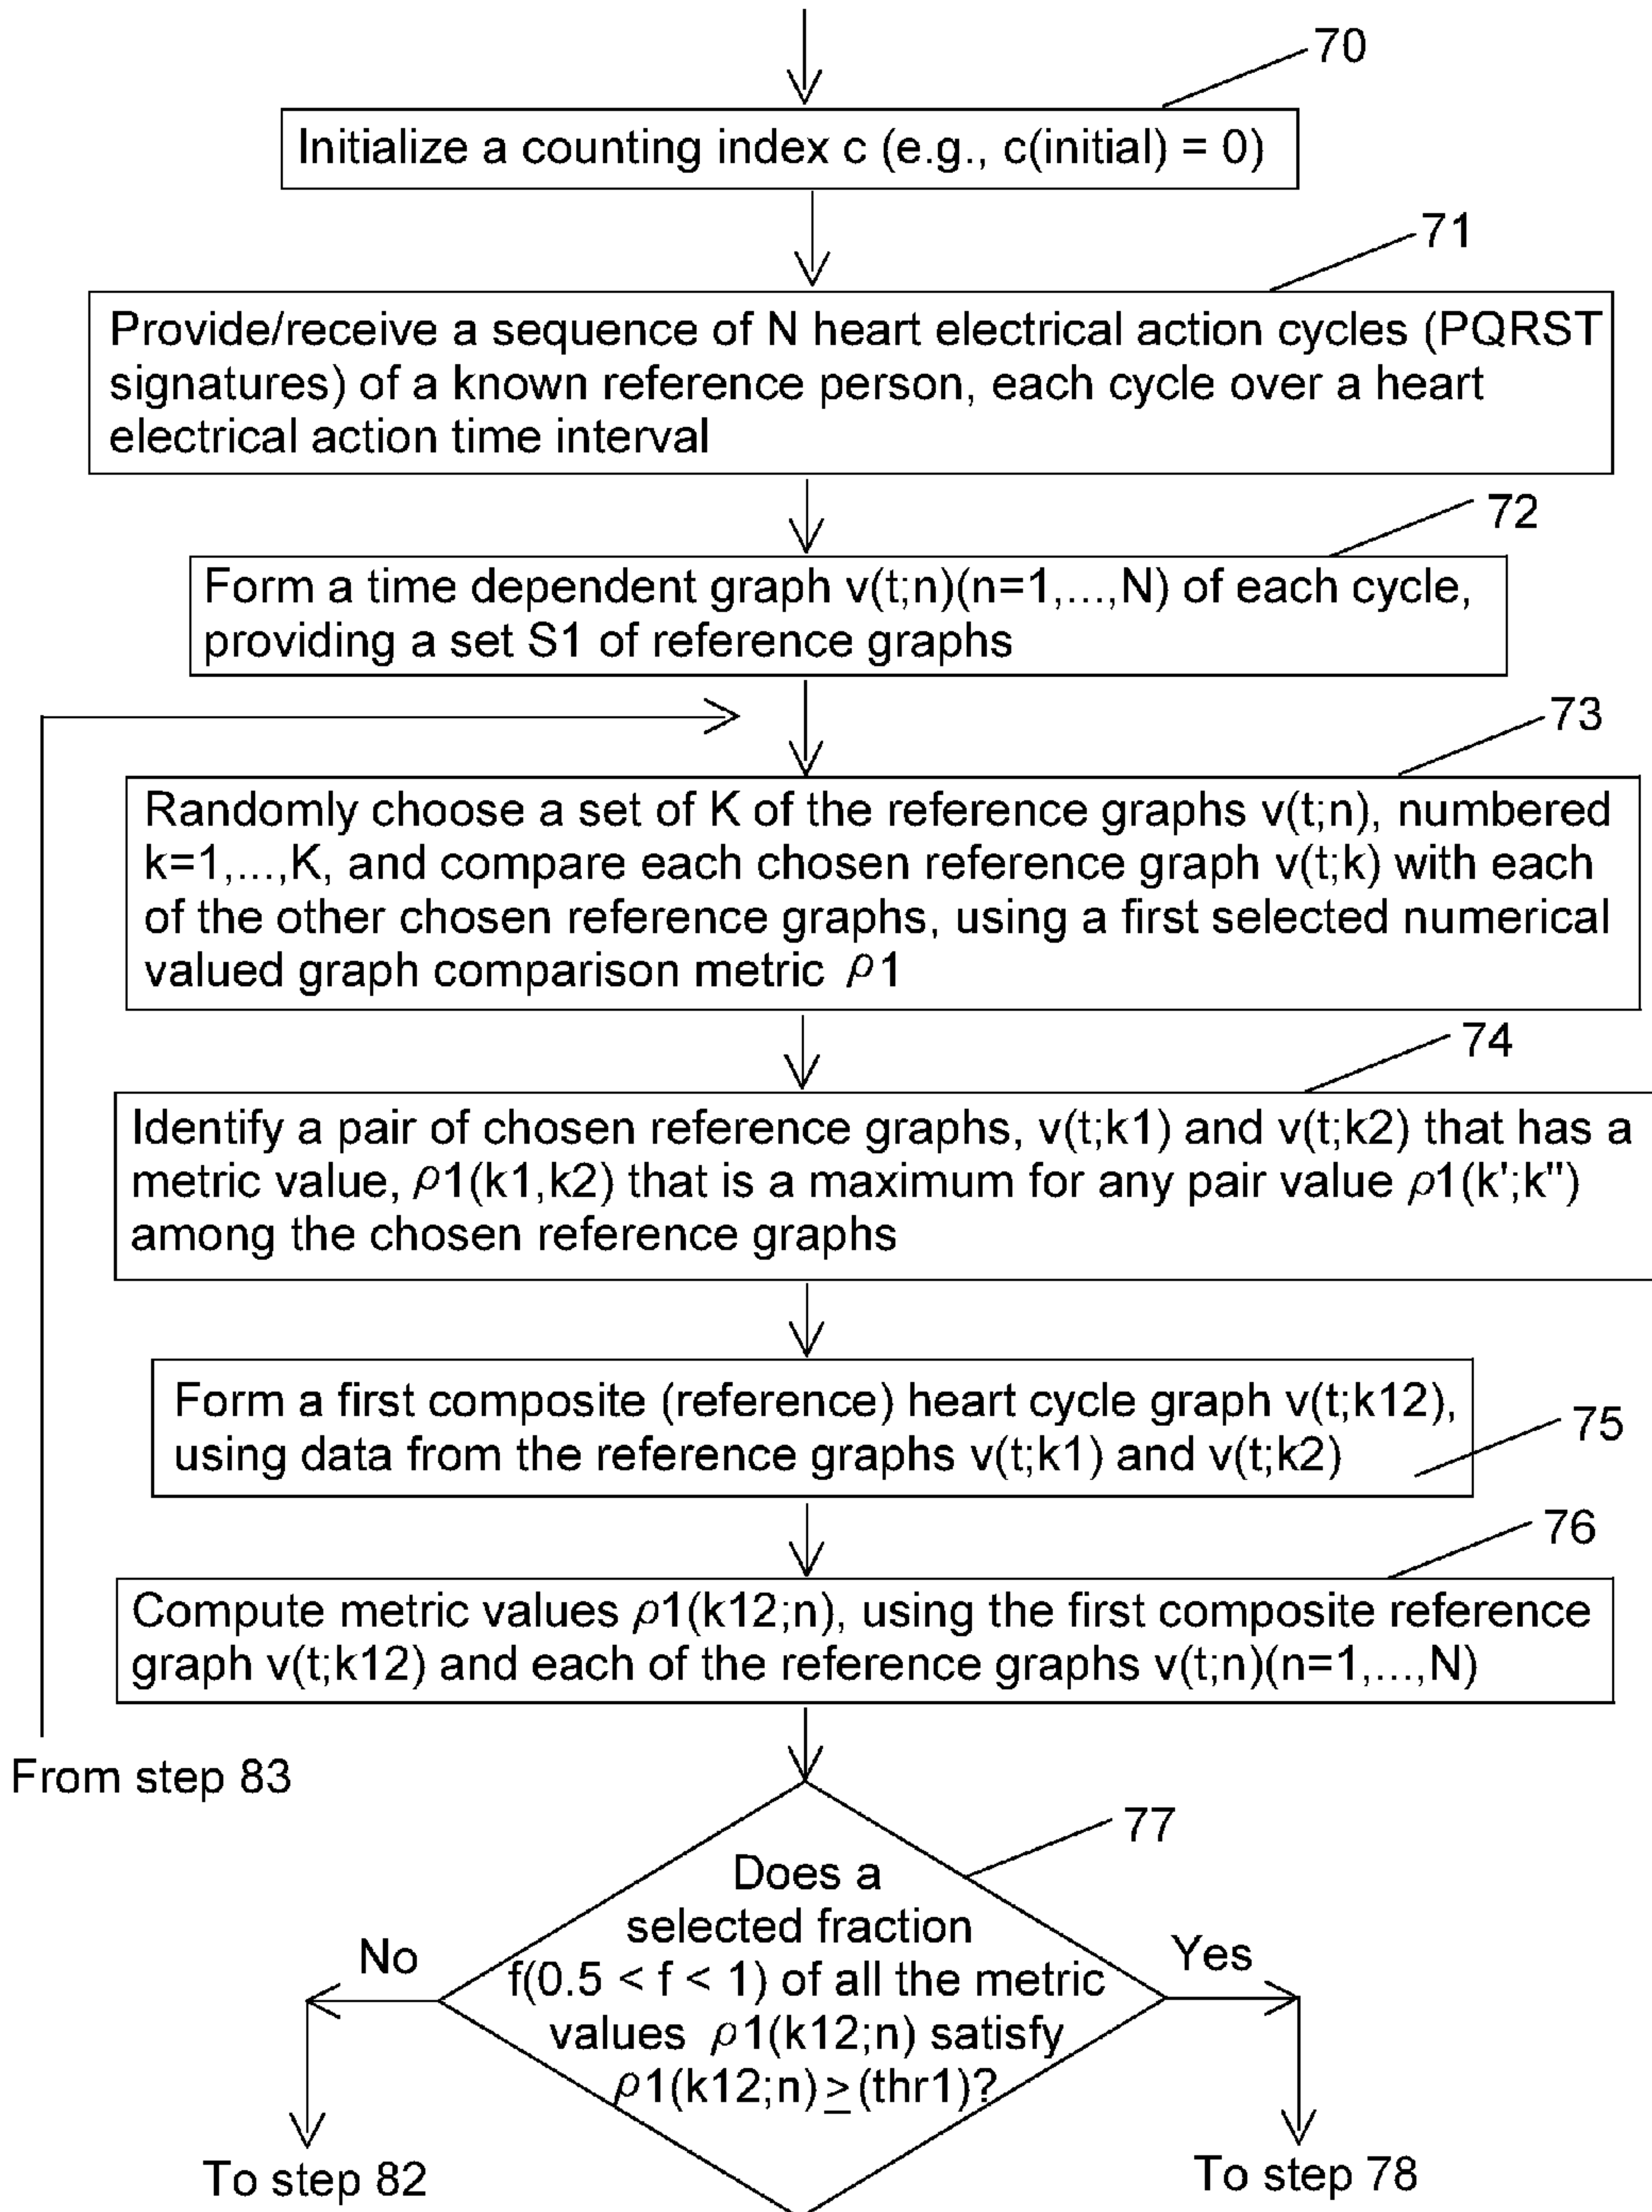 70
Initialize a counting index c (e.g., c(initial) = 0)
71
Provide/receive a sequence of N heart electrical action cycles (PQRST
signatures) of a known reference person, each cycle over a heart
electrical action time interval
72
Form a time dependent graph v(t;n)(n=1,...,N) of each cycle,
providing a set S1 of reference graphs
73
Randomly choose a set of K of the reference graphs v(t;n), numbered
k=1,...,K, and compare each chosen reference graph v(t;k) with each
of the other chosen reference graphs, using a first selected numerical
valued graph comparison metric ρ1
74
Identify a pair of chosen reference graphs, v(t;k1) and v(t;k2) that has a
metric value, ρ1(k1,k2) that is a maximum for any pair value ρ1(k';k'')
among the chosen reference graphs
Form a first composite (reference) heart cycle graph v(t;k12),
using data from the reference graphs v(t;k1) and v(t;k2)
75
76
Compute metric values ρ1(k12;n), using the first composite reference
graph v(t;k12) and each of the reference graphs v(t;n)(n=1,...,N)
From step 83
77
Does a
selected fraction
f(0.5 < f < 1) of all the metric
values ρ1(k12;n) satisfy
ρ1(k12;n) ≥ (thr1)?
No
Yes
To step 82
To step 78